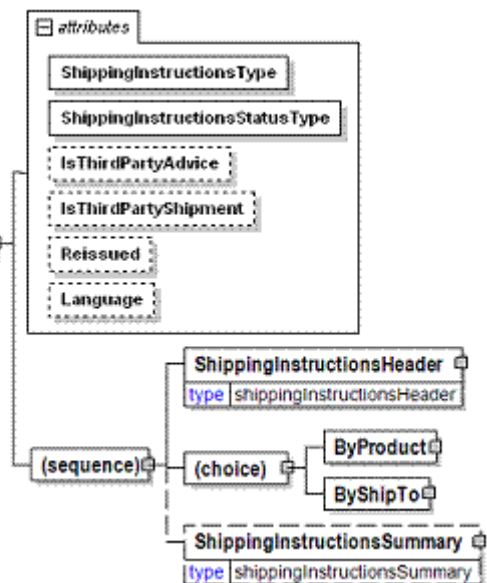 attributes
ShippingInstructionsType
ShippingInstructionsStatusType
IsThirdPartyAdvice
IsThirdPartyShipment
Reissued
Language
ShippingInstructionsHeader
type shippingInstructionsHeader
(sequence)
(choice)
ByProduct
ByShipTo
ShippingInstructionsSummary
type shippingInstructionsSummary